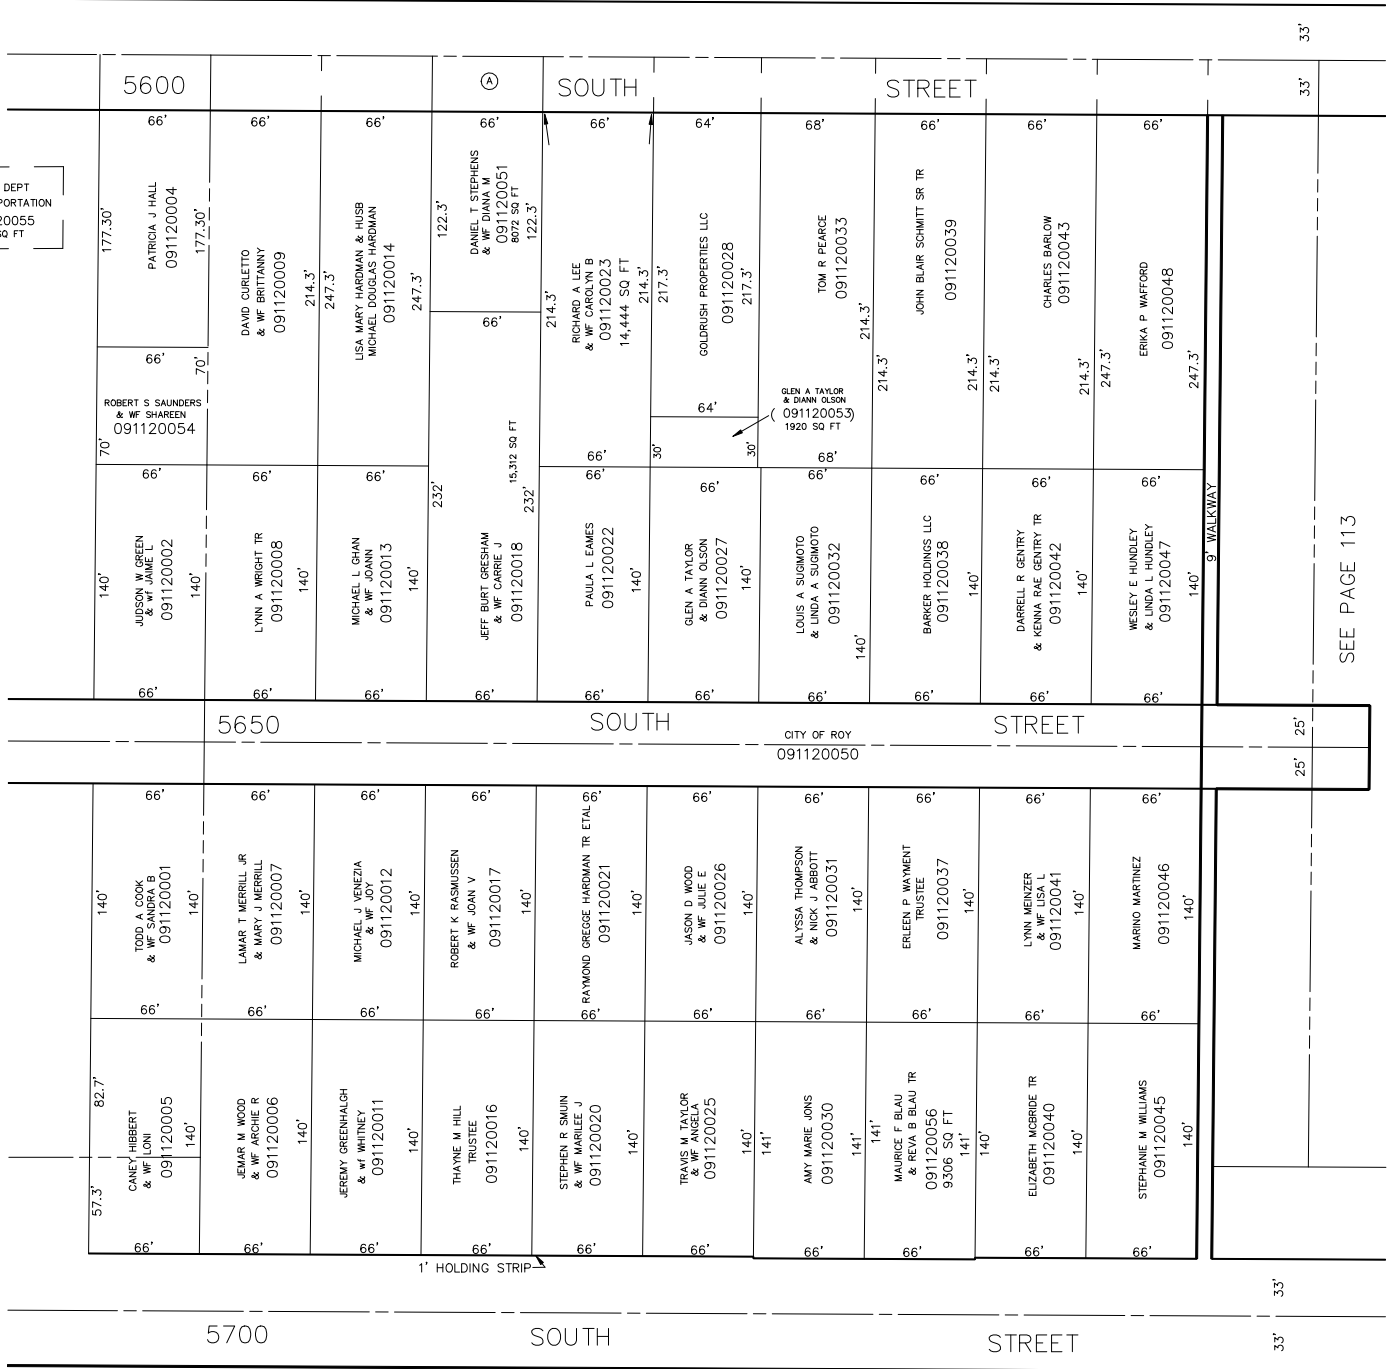 33'
5600 SOUTH STREET
A
33'
66' 66' 66' 66' 66' 64' 68' 66' 66' 66'
DEPT
PORTATION
20055
SQ FT
177.30'
PATRICIA J HALL
091120004
177.30'
66'
70'
ROBERT S SAUNDERS
& WF SHAREEN
091120054
70'
DAVID CURLETTO
& WF BRITTANNY
091120009
214.3'
247.3'
LISA MARY HARDMAN & HUSB
MICHAEL DOUGLAS HARDMAN
091120014
247.3'
122.3'
DANIEL T STEPHENS
& WF DIANA M
091120051
8072 SQ FT
122.3'
66'
214.3'
RICHARD A LEE
& WF CAROLYN B
091120023
14,444 SQ FT
214.3'
66'
217.3'
GOLDRUSH PROPERTIES LLC
091120028
217.3'
64'
30'
30'
GLEN A TAYLOR
& DIANN OLSON
( 091120053)
1920 SQ FT
TOM R PEARCE
091120033
214.3'
68'
214.3'
JOHN BLAIR SCHMITT SR TR
091120039
214.3'
214.3'
CHARLES BARLOW
091120043
214.3'
247.3'
ERIKA P WAFFORD
091120048
247.3'
9' WALKWAY
SEE PAGE 113
66' 66' 66' 66' 66' 66' 66' 66' 66'
140'
JUDSON W GREEN
& wf JAIME L
091120002
140'
LYNN A WRIGHT TR
091120008
140'
MICHAEL L GHAN
& WF JOANN
091120013
140'
232'
15,312 SQ FT
JEFF BURT GRESHAM
& WF CARRIE J
091120018
232'
PAULA L EAMES
091120022
140'
GLEN A TAYLOR
& DIANN OLSON
091120027
140'
LOUIS A SUGIMOTO
& LINDA A SUGIMOTO
091120032
140'
BARKER HOLDINGS LLC
091120038
140'
DARRELL R GENTRY
& KENNA RAE GENTRY TR
091120042
140'
WESLEY E HUNDLEY
& LINDA L HUNDLEY
091120047
140'
66' 66' 66' 66' 66' 66' 66' 66' 66' 66'
5650 SOUTH STREET
CITY OF ROY
091120050
25'
25'
66' 66' 66' 66' 66' 66' 66' 66' 66' 66'
140'
TODD A COOK
& WF SANDRA B
091120001
140'
LAMAR T MERRILL JR
& MARY J MERRILL
091120007
140'
MICHAEL J VENEZIA
& WF JOY
091120012
140'
ROBERT K RASMUSSEN
& WF JOAN V
091120017
140'
RAYMOND GREGGE HARDMAN TR ETAL
091120021
140'
JASON D WOOD
& WF JULIE E
091120026
140'
ALYSSA THOMPSON
& NICK J ABBOTT
091120031
140'
ERLEEN P WAYMENT
TRUSTEE
091120037
140'
LYNN MEINZER
& WF LISA L
091120041
140'
MARINO MARTINEZ
091120046
140'
66' 66' 66' 66' 66' 66' 66' 66' 66' 66'
82.7'
57.3'
CANEY HIBBERT
& WF LONI
091120005
140'
JEMAR M WOOD
& WF ARCHIE R
091120006
140'
JEREMY GREENHALGH
& wf WHITNEY
091120011
140'
THAYNE M HILL
TRUSTEE
091120016
140'
STEPHEN R SMUIN
& WF MARILEE J
091120020
140'
TRAVIS M TAYLOR
& WF ANGELA
091120025
140'
141'
AMY MARIE JONS
091120030
141'
141'
MAURICE F BLAU
& REVA B BLAU TR
091120056
9306 SQ FT
141'
140'
ELIZABETH MCBRIDE TR
091120040
140'
STEPHANIE M WILLIAMS
091120045
140'
66' 66' 66' 66' 66' 66' 66' 66' 66' 66'
1' HOLDING STRIP
33'
5700 SOUTH STREET
33'